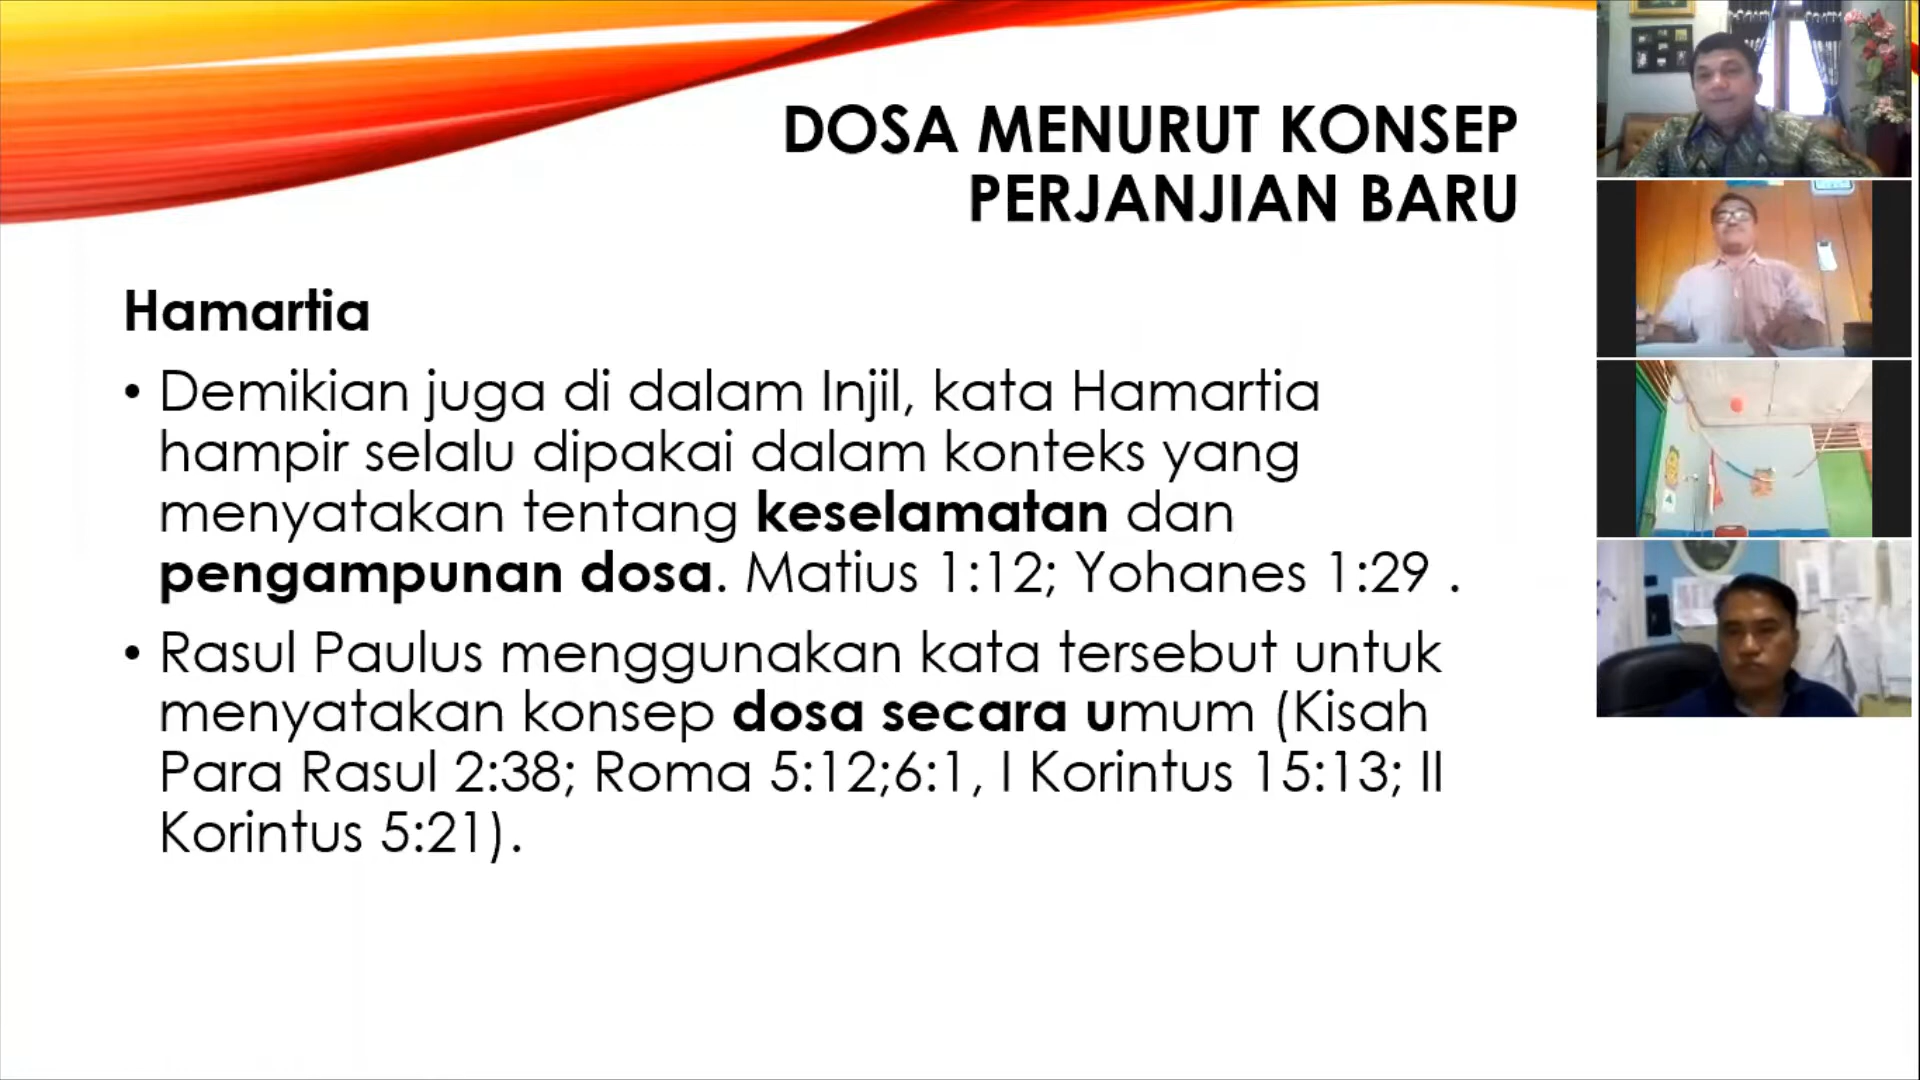 DOSA MENURUT KONSEP
PERJANJIAN BARU
Hamartia
• Demikian juga di dalam Injil, kata Hamartia
hampir selalu dipakai dalam konteks yang
menyatakan tentang keselamatan dan
pengampunan dosa. Matius 1:12; Yohanes 1:29 .
• Rasul Paulus menggunakan kata tersebut untuk
menyatakan konsep dosa secara umum (Kisah
Para Rasul 2:38; Roma 5:12;6:1, I Korintus 15:13; II
Korintus 5:21).